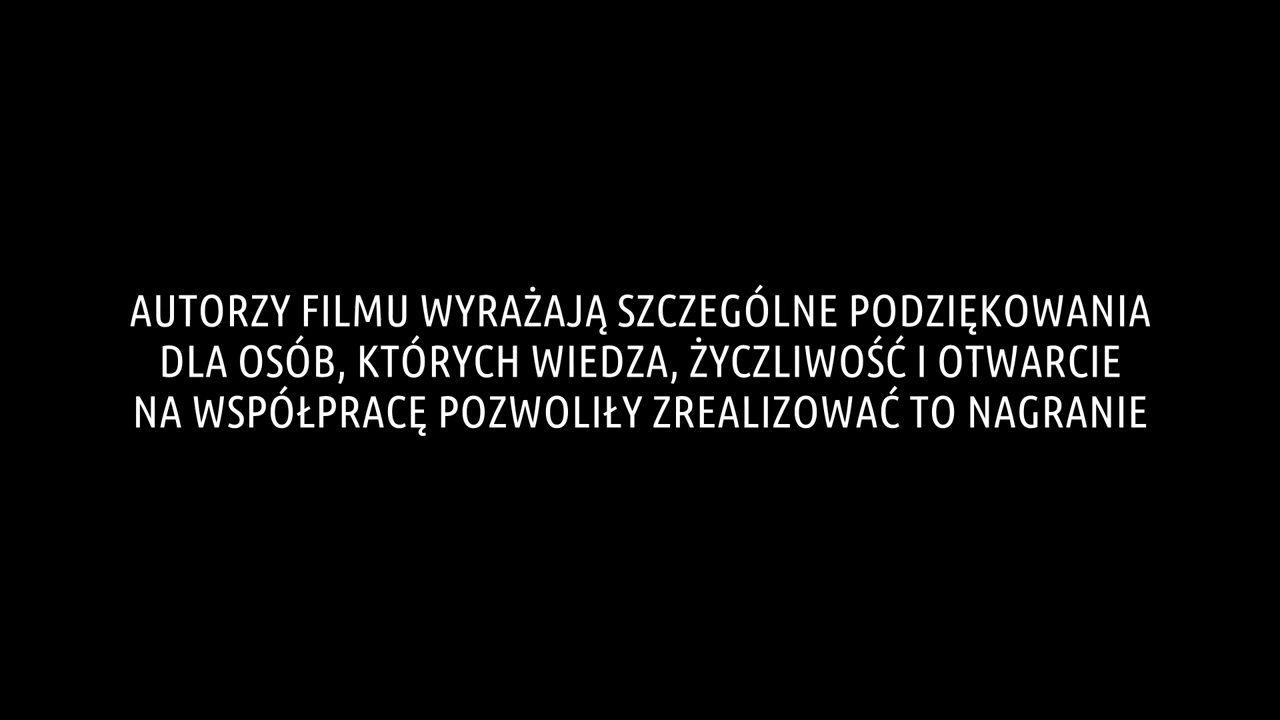 AUTORZY FILMU WYRAŻAJĄ SZCZEGÓLNE PODZIĘKOWANIA
DLA OSÓB, KTÓRYCH WIEDZA, ŻYCZLIWOŚĆ I OTWARCIE
NA WSPÓŁPRACĘ POZWOLIŁY ZREALIZOWAĆ TO NAGRANIE